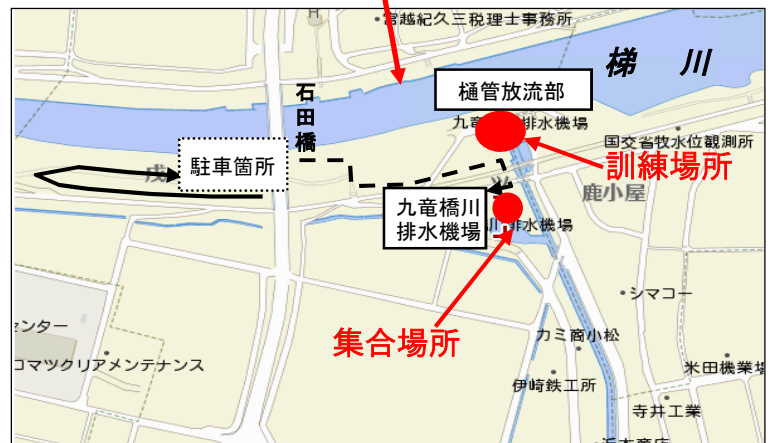 宮越紀久三税理士事務所
梯 川
石田橋
樋管放流部
九竜 排水機場
国交省牧水位観測所
訓練場所
駐車箇所
鹿小屋
九竜橋川
排水機場
川 排水機場
シマコー
集合場所
ンター
カミ商小松
コマツクリアメンテナンス
米田機業場
伊崎鉄工所
寺井工業